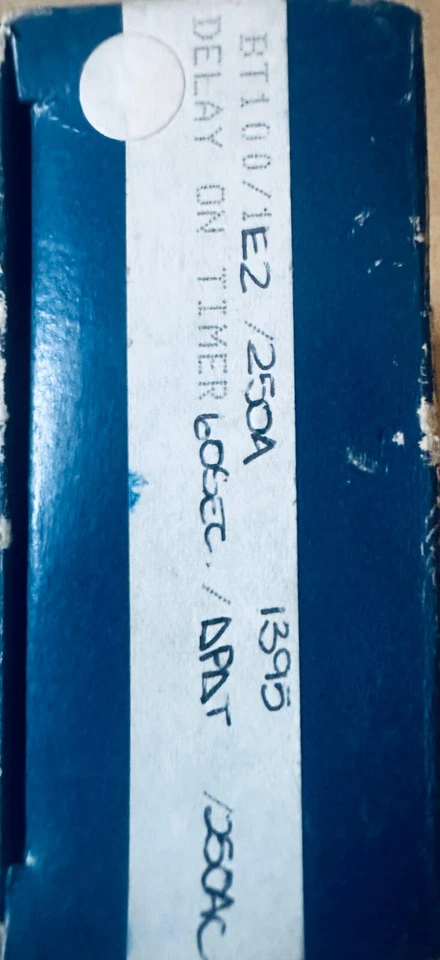 BT100/1E2 /250A 1395
DELAY ON TIMER 60SEC. / DPDT /250AC